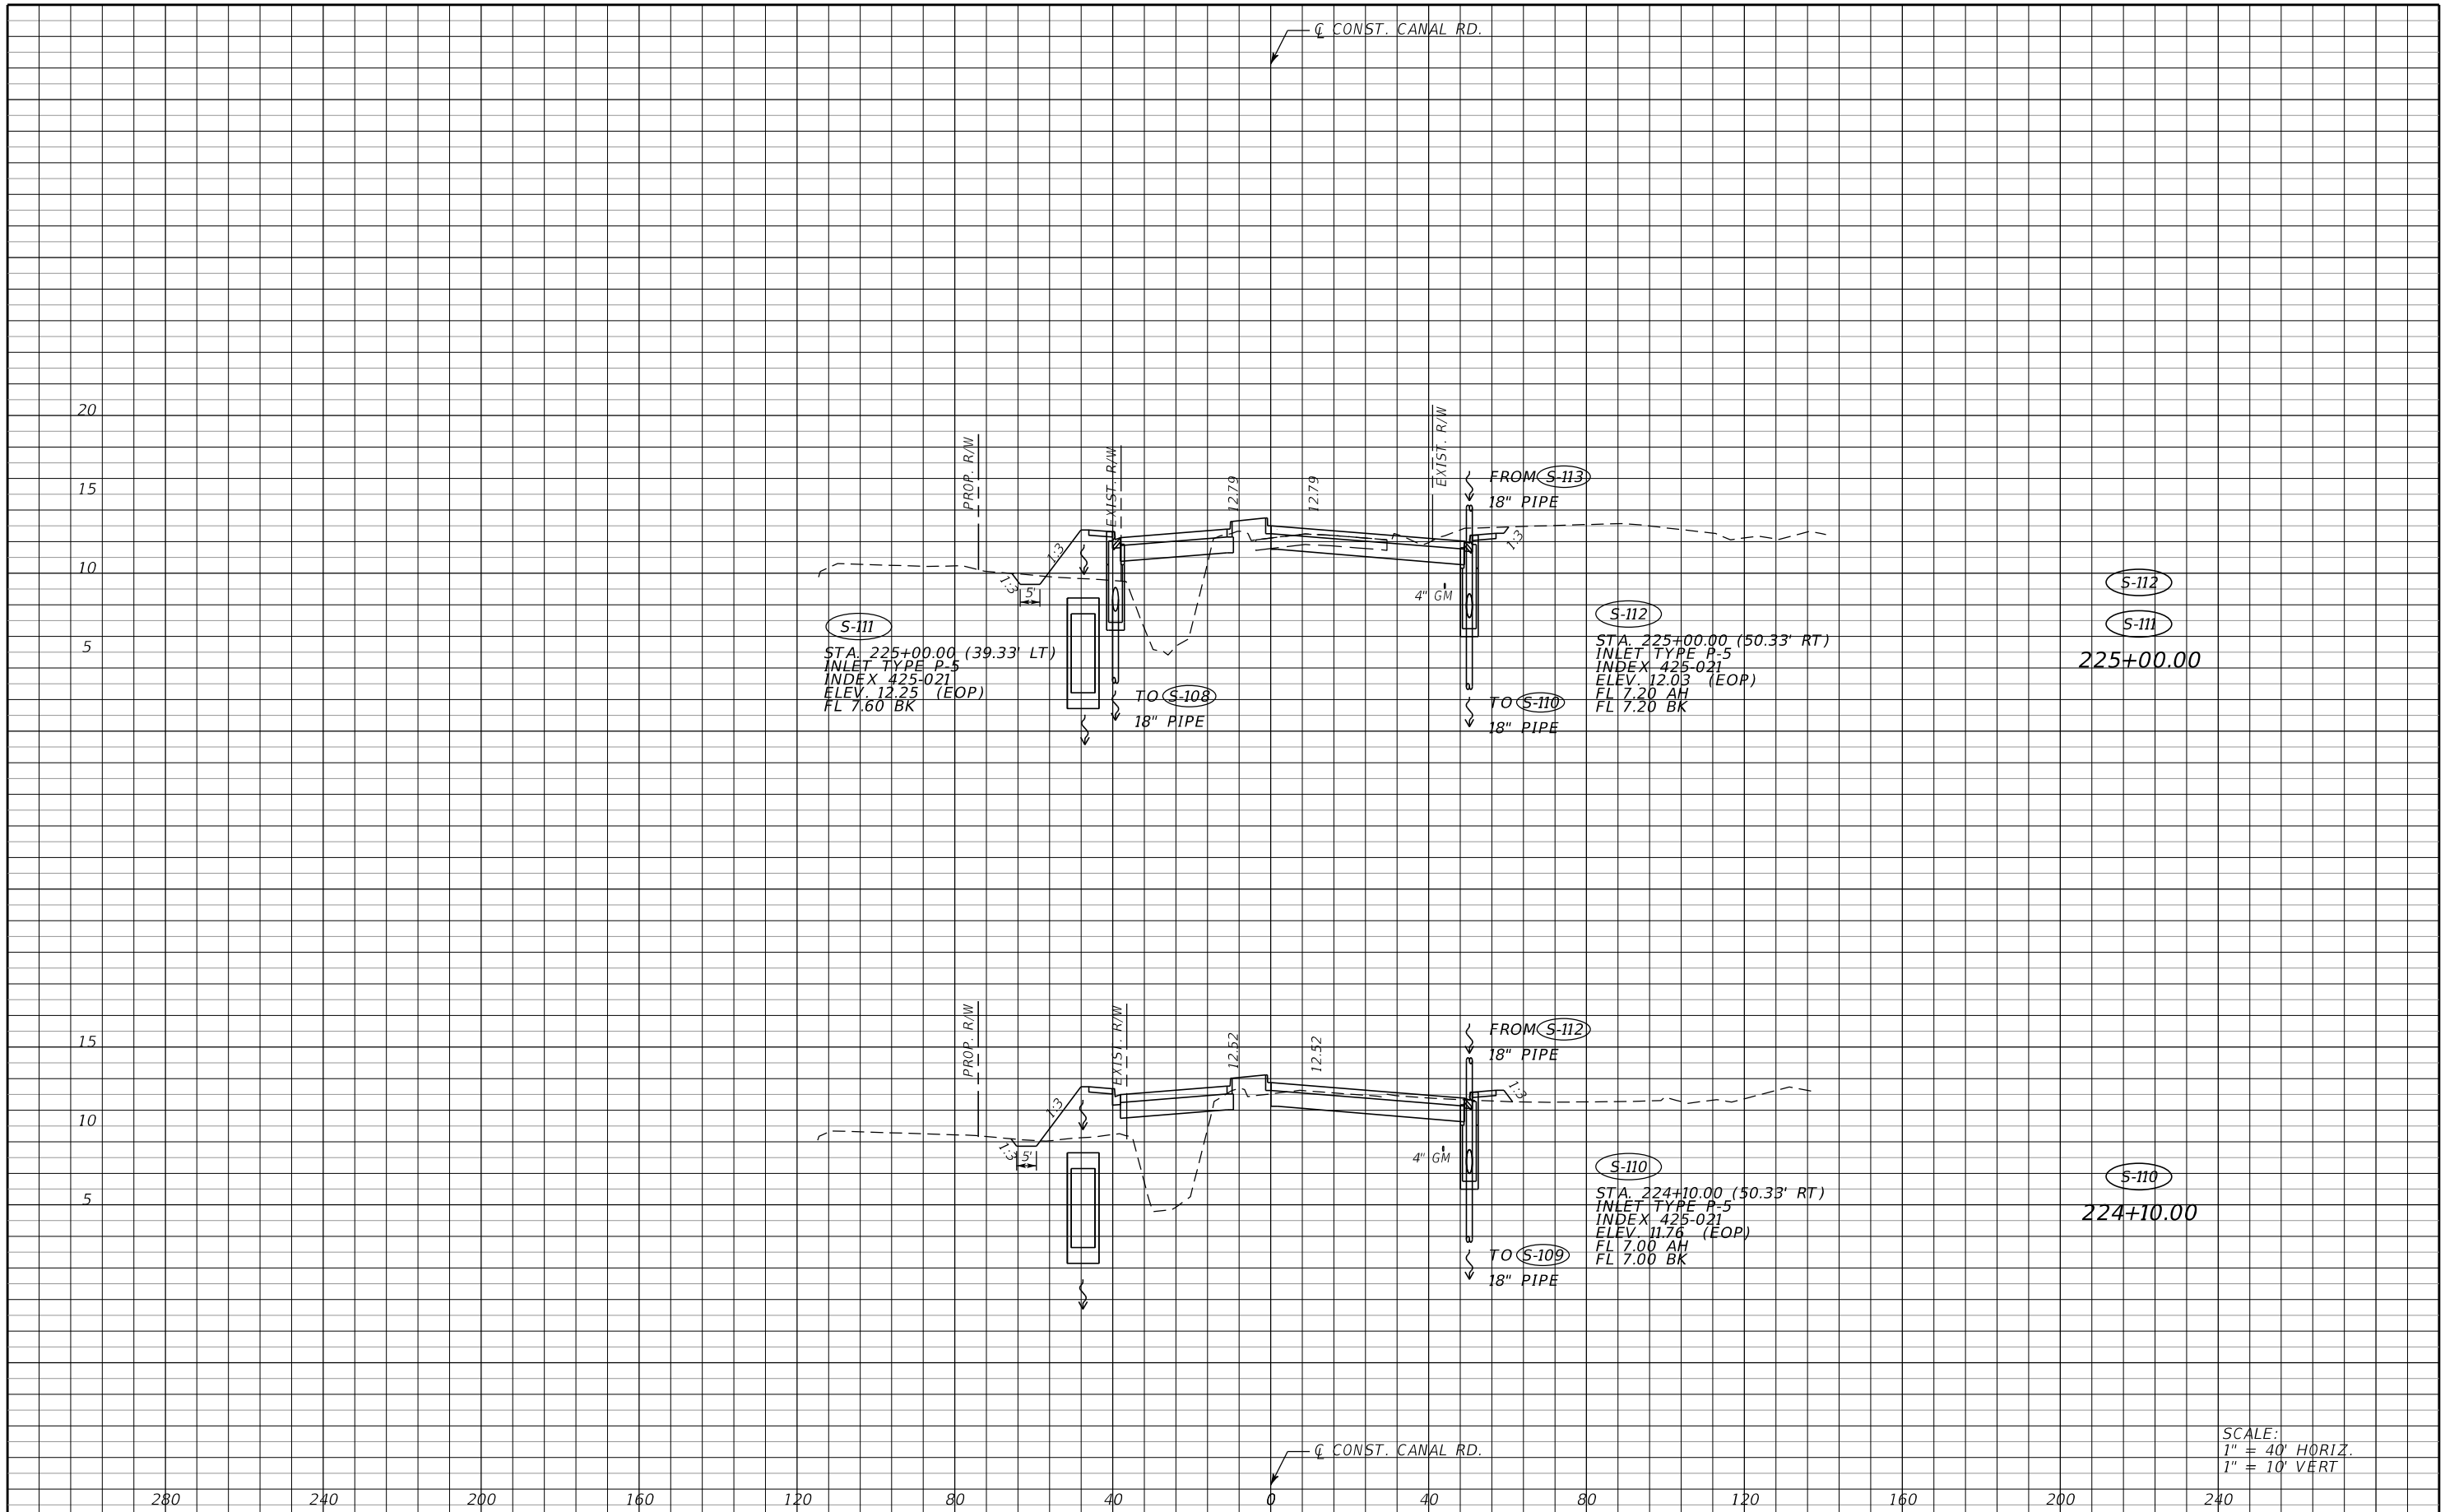 ℄ CONST. CANAL RD.
20
15
10
5
PROP. R/W
EXIST. R/W
12.79
12.79
EXIST. R/W
FROM S-113
18" PIPE
1:3
1:3
5'
1:3
4" GM
S-111
STA. 225+00.00 (39.33' LT)
INLET TYPE P-5
INDEX 425-021
ELEV. 12.25 (EOP)
FL 7.60 BK
TO S-108
18" PIPE
TO S-110
18" PIPE
S-112
STA. 225+00.00 (50.33' RT)
INLET TYPE P-5
INDEX 425-021
ELEV. 12.03 (EOP)
FL 7.20 AH
FL 7.20 BK
S-112
S-111
225+00.00
15
10
5
PROP. R/W
EXIST. R/W
12.52
12.52
FROM S-112
18" PIPE
1:3
1:3
5'
1:3
4" GM
TO S-109
18" PIPE
S-110
STA. 224+10.00 (50.33' RT)
INLET TYPE P-5
INDEX 425-021
ELEV. 11.76 (EOP)
FL 7.00 AH
FL 7.00 BK
S-110
224+10.00
℄ CONST. CANAL RD.
SCALE:
1" = 40' HORIZ.
1" = 10' VERT
280 240 200 160 120 80 40 0 40 80 120 160 200 240